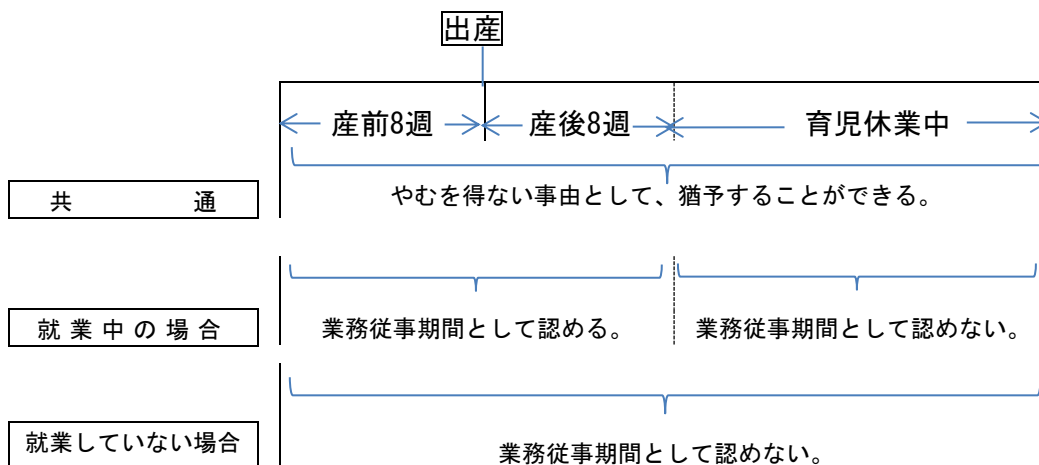 出産
産前8週 産後8週 育児休業中
共 通 やむを得ない事由として、猶予することができる。
就業中の場合 業務従事期間として認める。 業務従事期間として認めない。
就業していない場合 業務従事期間として認めない。